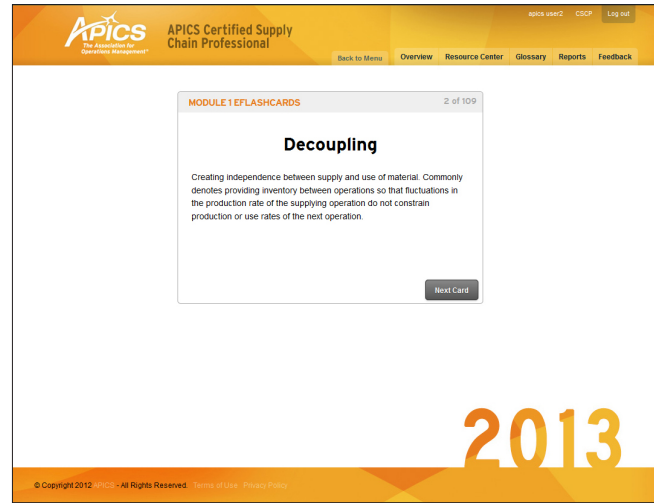 apics user2 CSCP Log out
APICS
The Association for
Operations Management
APICS Certified Supply
Chain Professional
Back to Menu Overview Resource Center Glossary Reports Feedback
MODULE 1 EFLASHCARDS 2 of 109
Decoupling
Creating independence between supply and use of material. Commonly
denotes providing inventory between operations so that fluctuations in
the production rate of the supplying operation do not constrain
production or use rates of the next operation.
Next Card
2013
© Copyright 2012 APICS - All Rights Reserved. Terms of Use Privacy Policy